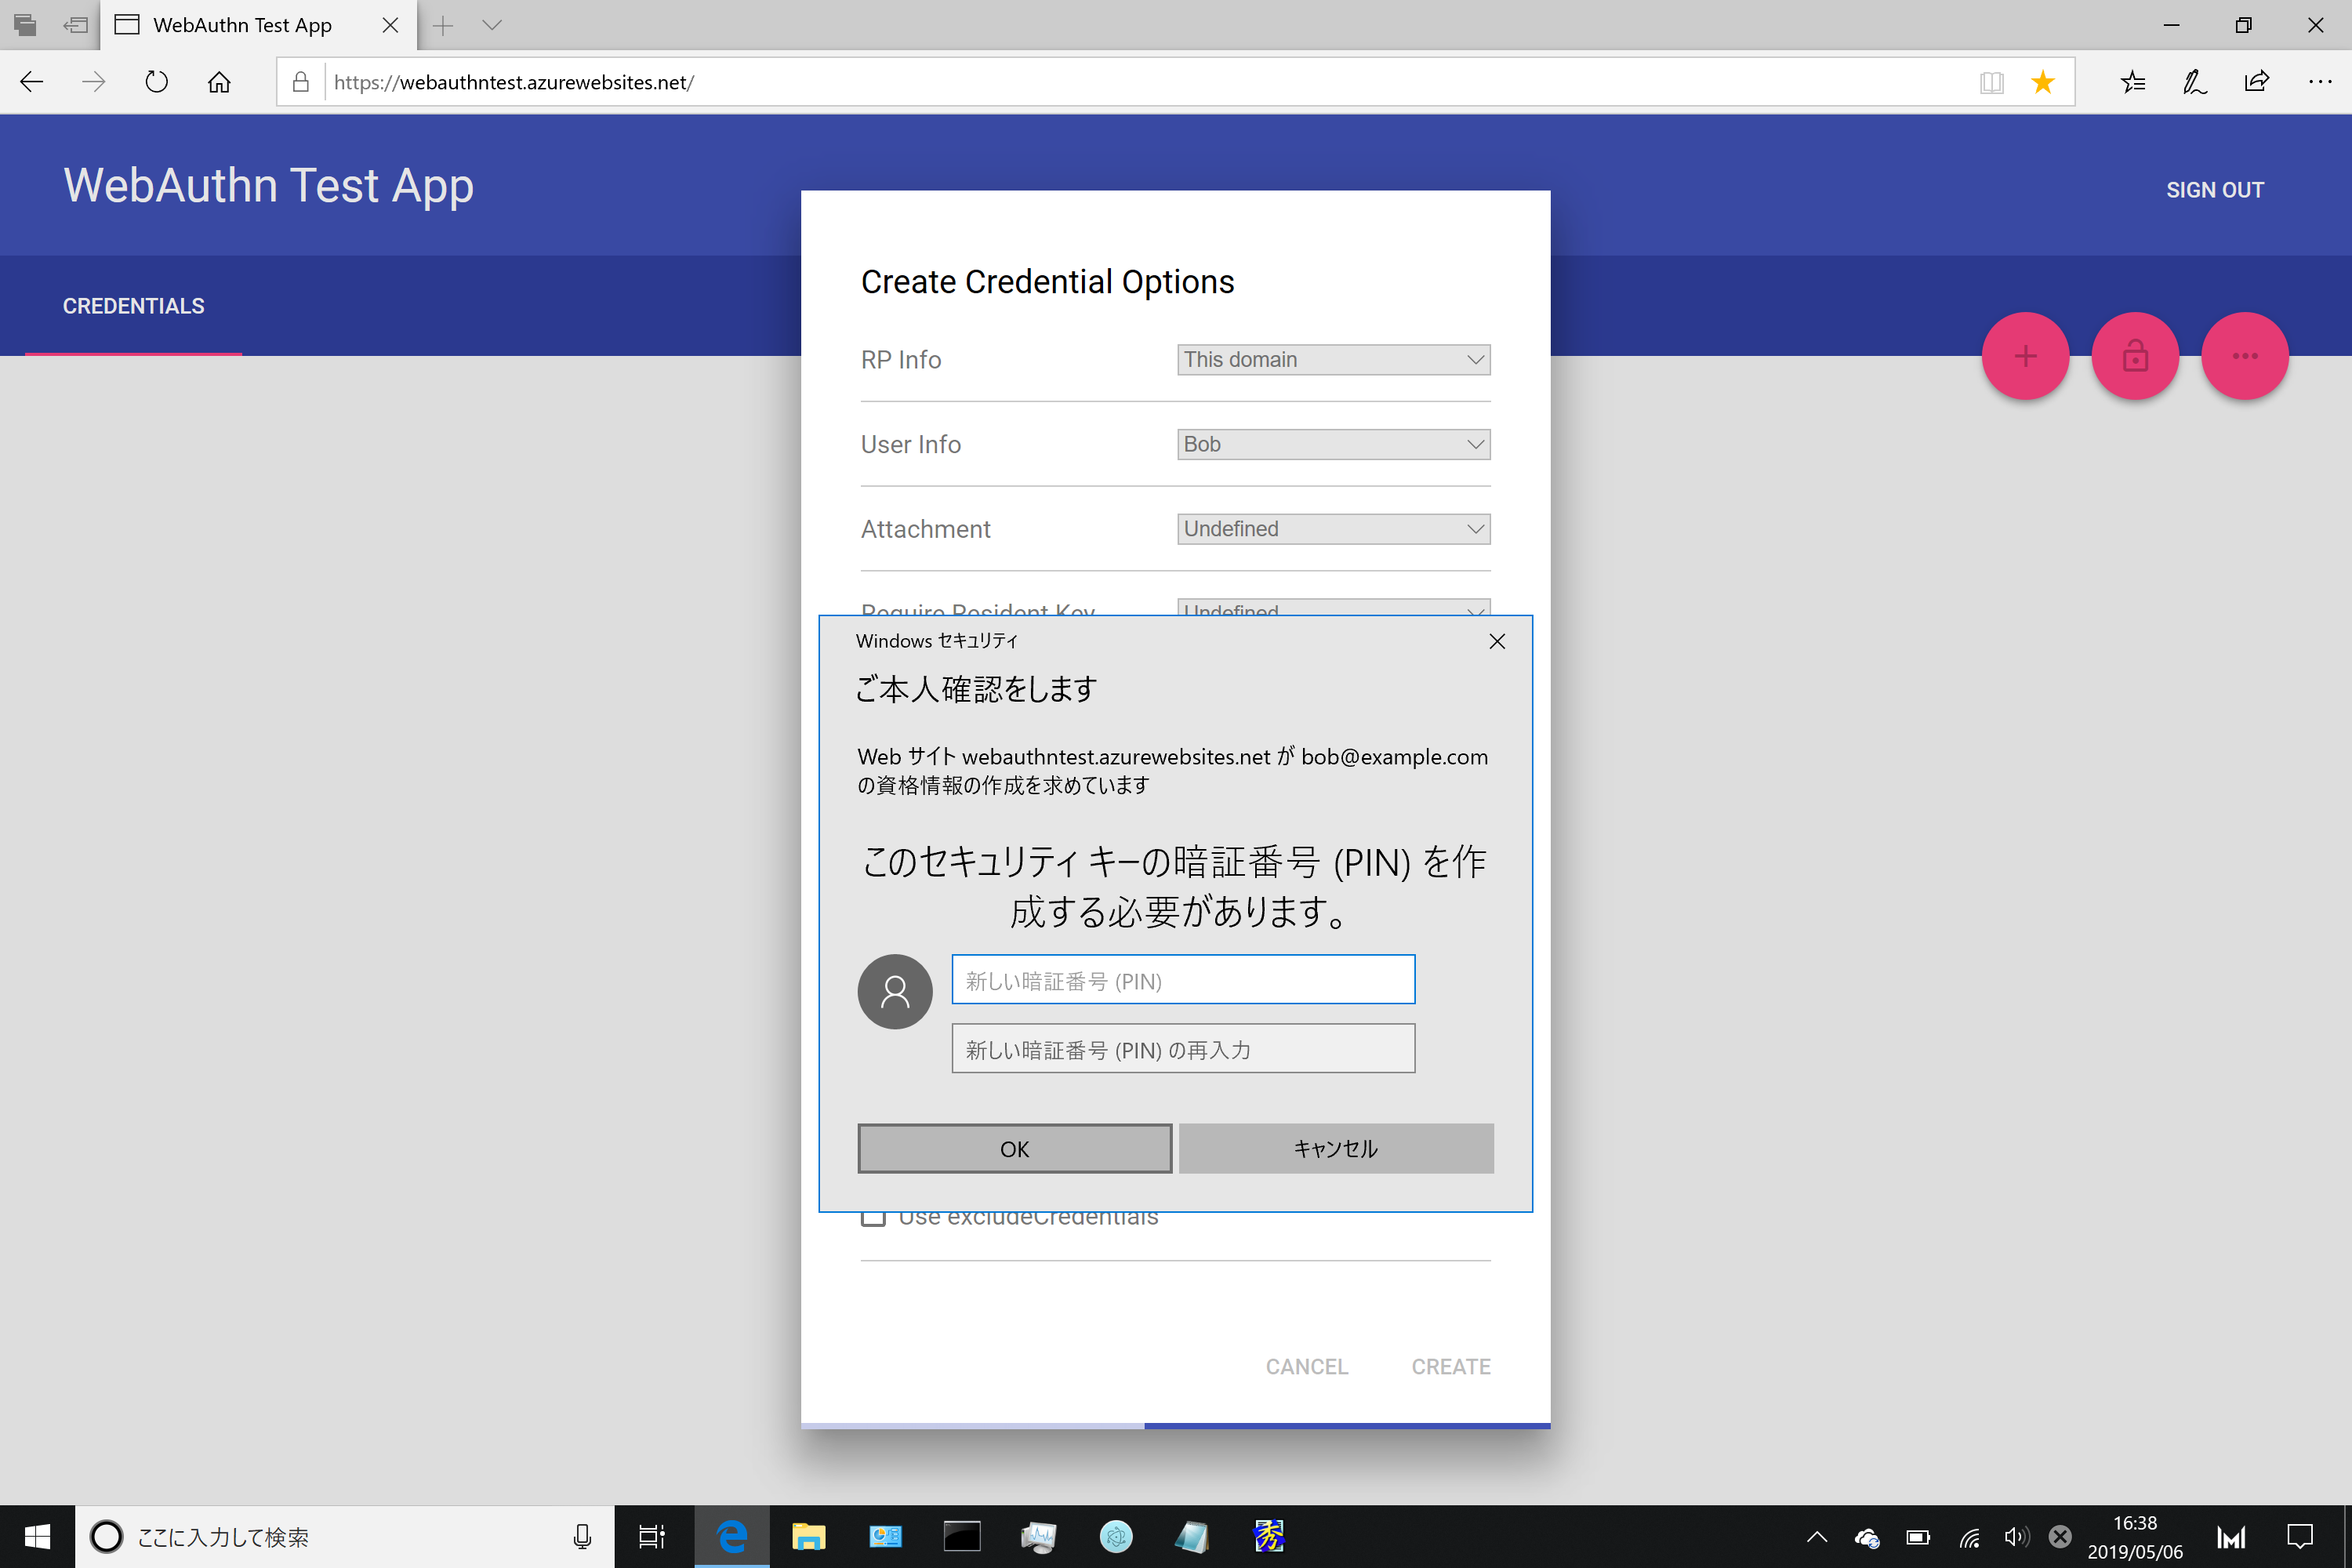 WebAuthn Test App
https://webauthntest.azurewebsites.net/
WebAuthn Test App
SIGN OUT
CREDENTIALS
Create Credential Options
RP Info This domain
User Info Bob
Attachment Undefined
Require Resident Key Undefined
Windows セキュリティ
ご本人確認をします
Web サイト webauthntest.azurewebsites.net が bob@example.com
の資格情報の作成を求めています
このセキュリティ キーの暗証番号 (PIN) を作
成する必要があります。
新しい暗証番号 (PIN)
新しい暗証番号 (PIN) の再入力
OK キャンセル
Use excludeCredentials
CANCEL CREATE
ここに入力して検索
秀
16:38
2019/05/06